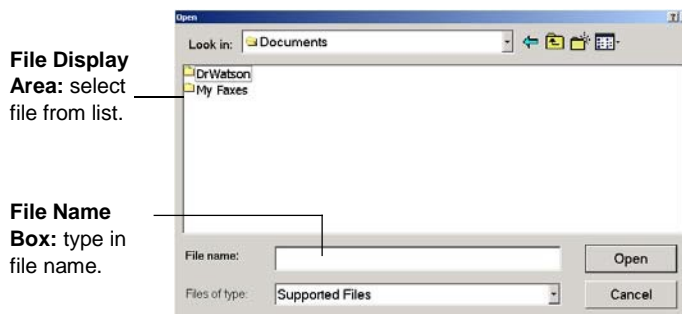 Open
Look in: Documents
File Display
Area: select
file from list.
DrWatson
My Faxes
File Name
Box: type in
file name.
File name:
Open
Files of type: Supported Files
Cancel